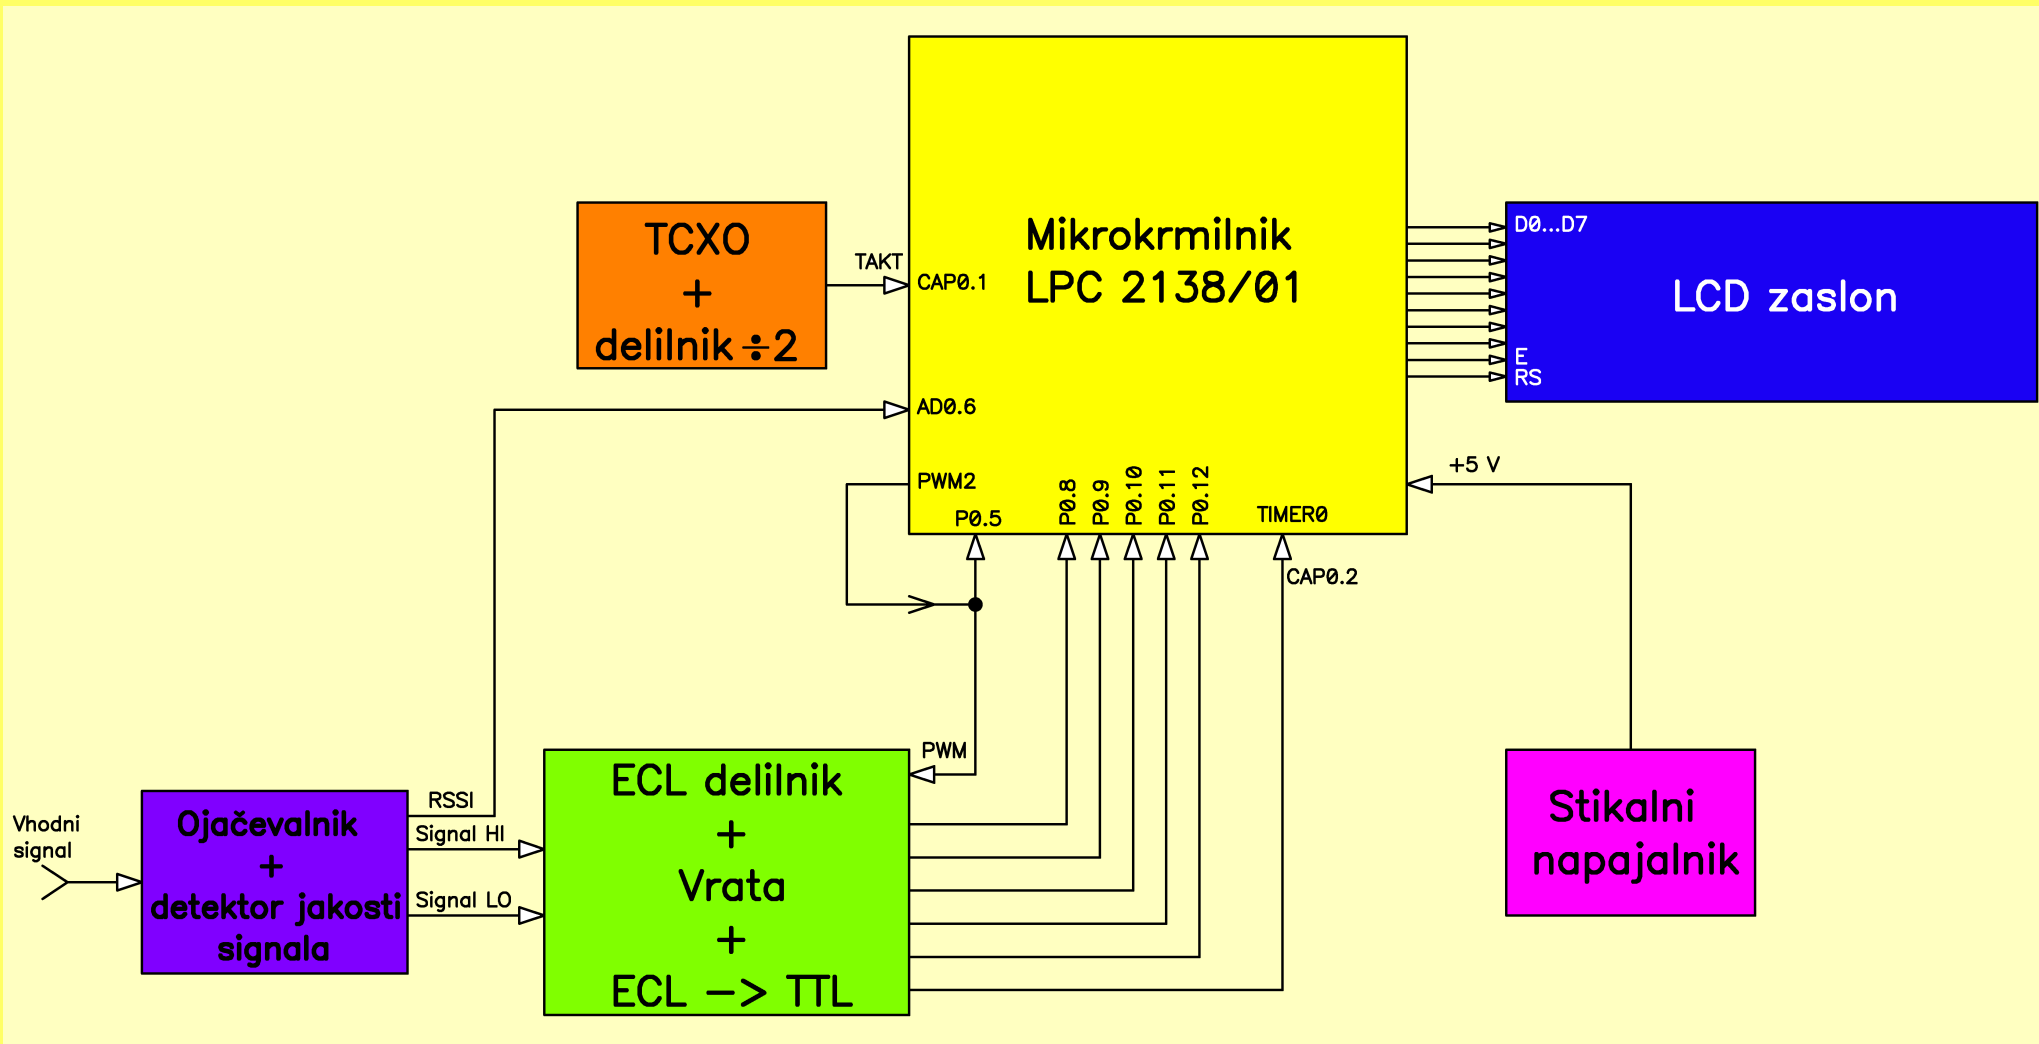 TCXO
+
delilnik ÷2
TAKT
CAP0.1
Mikrokrmilnik
LPC 2138/01
D0...D7
LCD zaslon
E
RS
AD0.6
PWM2
P0.5
P0.8
P0.9
P0.10
P0.11
P0.12
TIMER0
CAP0.2
+5 V
PWM
Vhodni
signal
Ojačevalnik
+
detektor jakosti
signala
RSSI
Signal HI
Signal LO
ECL delilnik
+
Vrata
+
ECL -> TTL
Stikalni
napajalnik